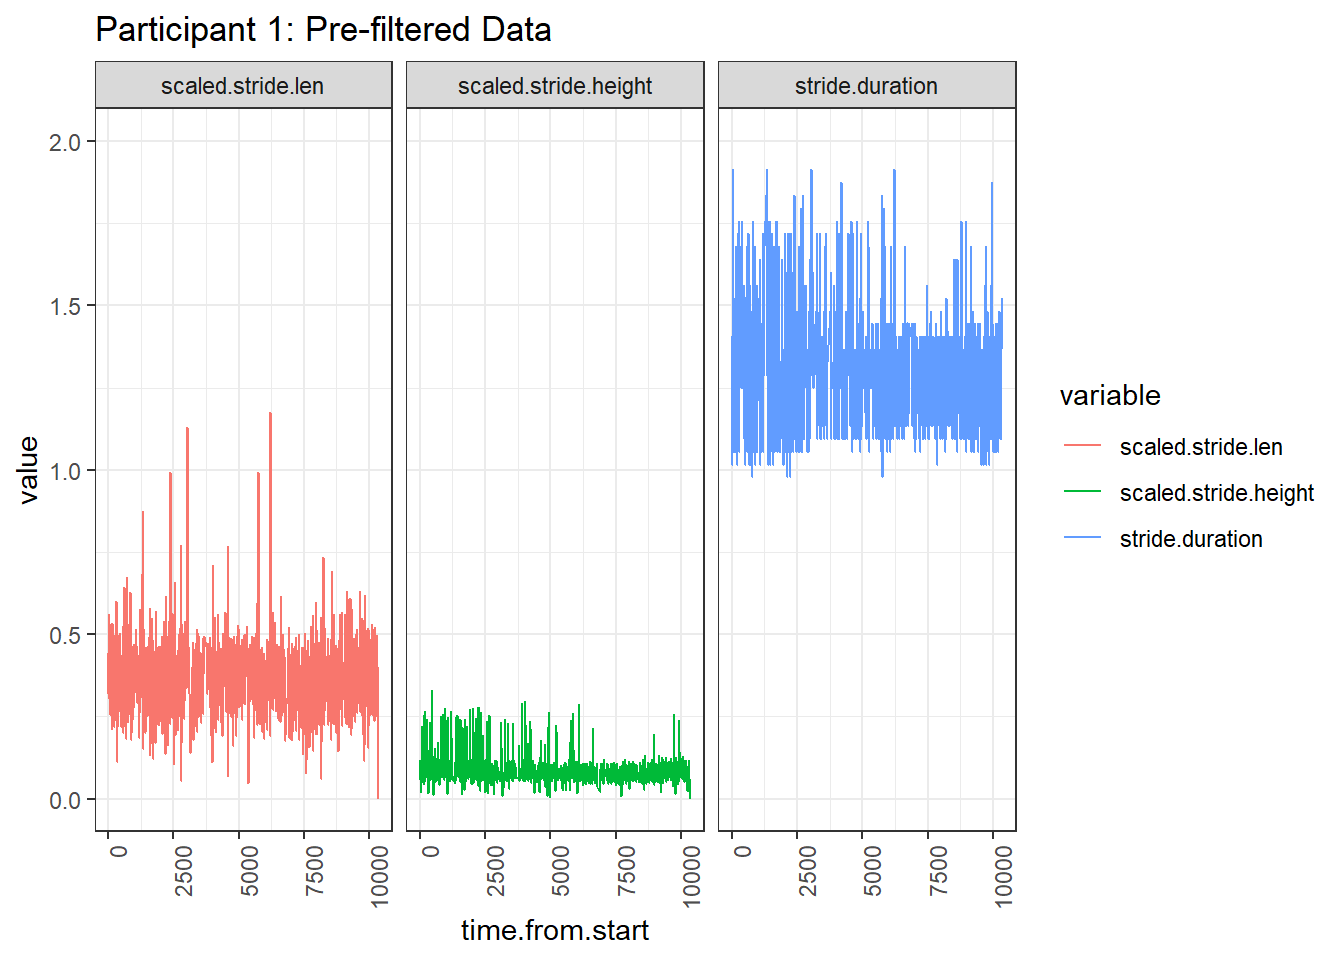 Participant 1: Pre-filtered Data
scaled.stride.len
scaled.stride.height
stride.duration
value
2.0
1.5
1.0
0.5
0.0
0 2500 5000 7500 10000
0 2500 5000 7500 10000
0 2500 5000 7500 10000
time.from.start
variable
scaled.stride.len
scaled.stride.height
stride.duration